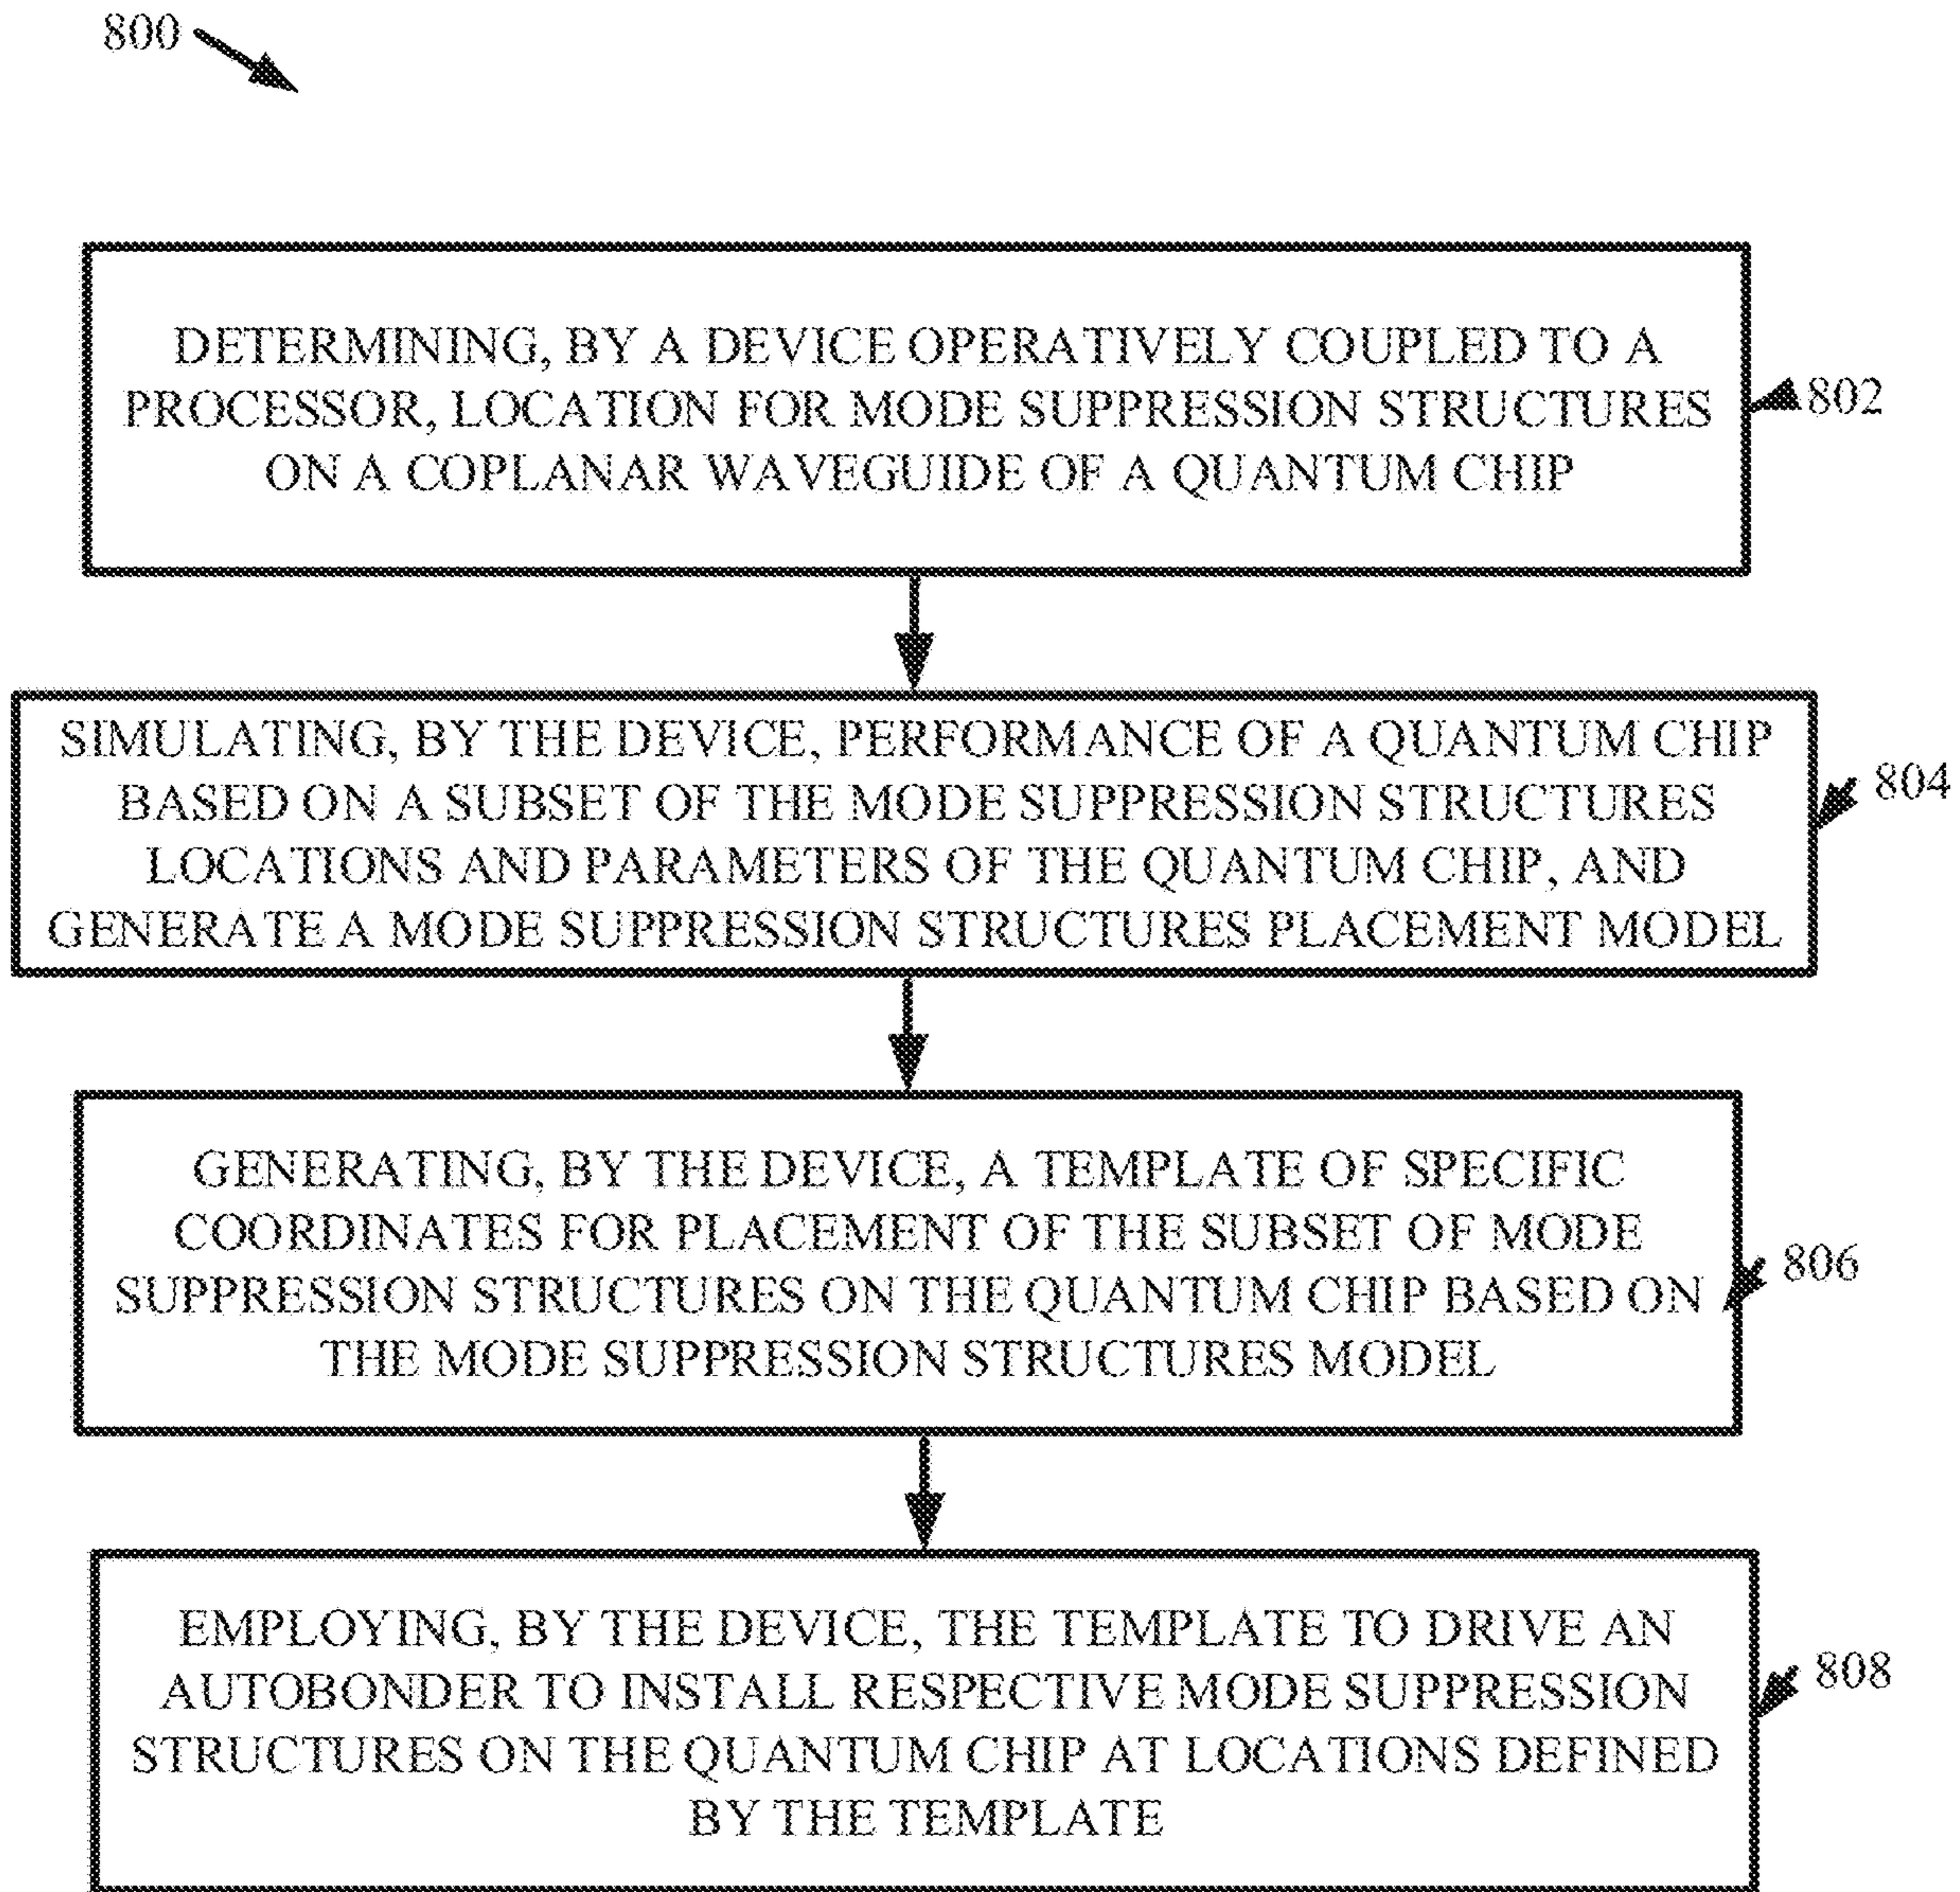 800
DETERMINING, BY A DEVICE OPERATIVELY COUPLED TO A
PROCESSOR, LOCATION FOR MODE SUPPRESSION STRUCTURES
ON A COPLANAR WAVEGUIDE OF A QUANTUM CHIP
802
SIMULATING, BY THE DEVICE, PERFORMANCE OF A QUANTUM CHIP
BASED ON A SUBSET OF THE MODE SUPPRESSION STRUCTURES
LOCATIONS AND PARAMETERS OF THE QUANTUM CHIP, AND
GENERATE A MODE SUPPRESSION STRUCTURES PLACEMENT MODEL
804
GENERATING, BY THE DEVICE, A TEMPLATE OF SPECIFIC
COORDINATES FOR PLACEMENT OF THE SUBSET OF MODE
SUPPRESSION STRUCTURES ON THE QUANTUM CHIP BASED ON
THE MODE SUPPRESSION STRUCTURES MODEL
806
EMPLOYING, BY THE DEVICE, THE TEMPLATE TO DRIVE AN
AUTOBONDER TO INSTALL RESPECTIVE MODE SUPPRESSION
STRUCTURES ON THE QUANTUM CHIP AT LOCATIONS DEFINED
BY THE TEMPLATE
808